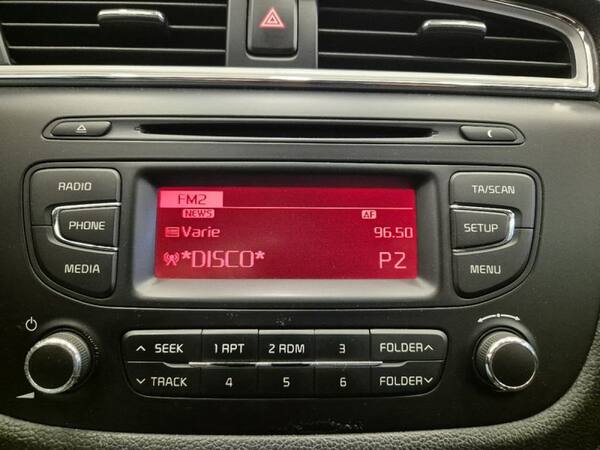 FM2
NEWS AF
Varie 96.50
*DISCO* P2
RADIO
PHONE
MEDIA
TA/SCAN
SETUP
MENU
SEEK 1 RPT 2 RDM 3 FOLDER
TRACK 4 5 6 FOLDER